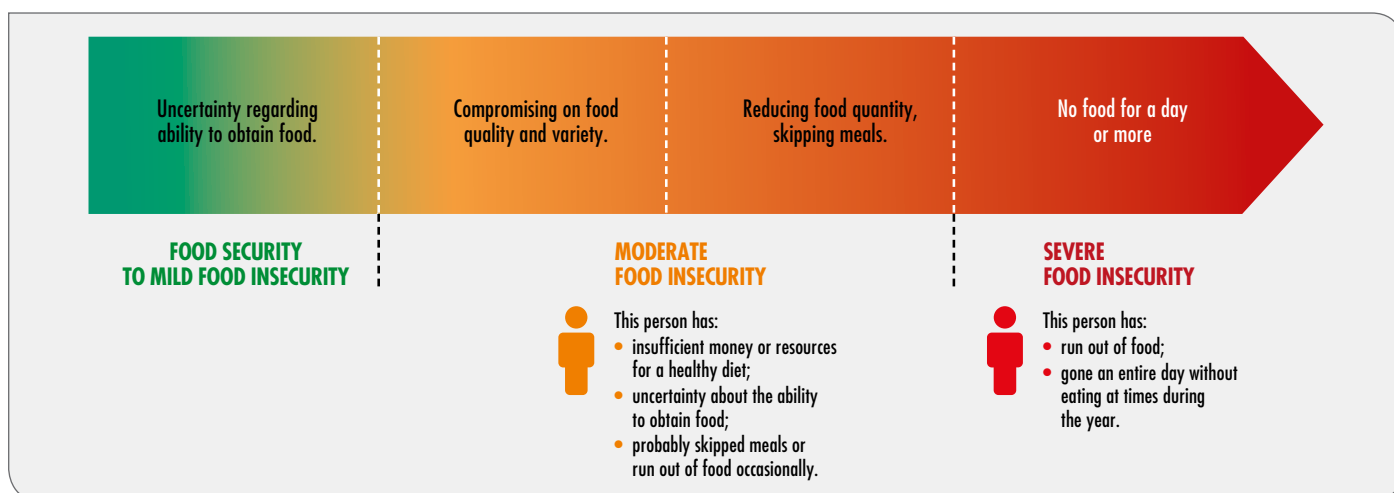 Uncertainty regarding
ability to obtain food.
Compromising on food
quality and variety.
Reducing food quantity,
skipping meals.
No food for a day
or more
FOOD SECURITY
TO MILD FOOD INSECURITY
MODERATE
FOOD INSECURITY
This person has:
• insufficient money or resources
for a healthy diet;
• uncertainty about the ability
to obtain food;
• probably skipped meals or
run out of food occasionally.
SEVERE
FOOD INSECURITY
This person has:
• run out of food;
• gone an entire day without
eating at times during
the year.